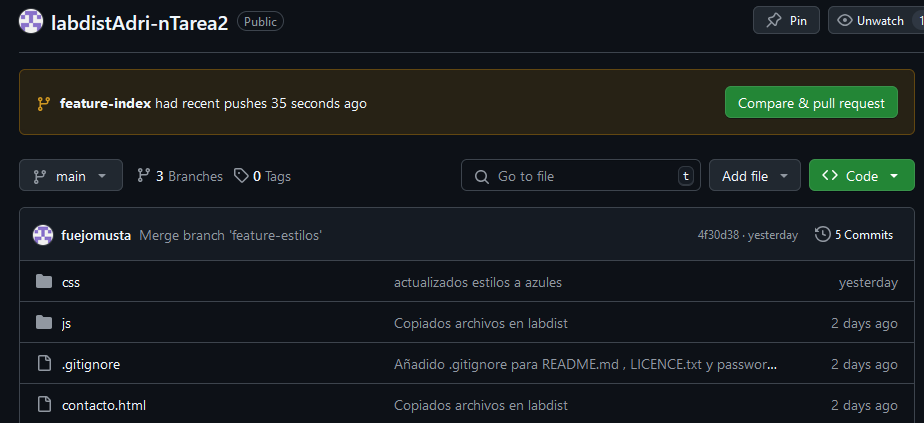 labdistAdri-nTarea2 Public Pin Unwatch 1
feature-index had recent pushes 35 seconds ago Compare & pull request
main 3 Branches 0 Tags Go to file t Add file Code
fuejomusta Merge branch 'feature-estilos' 4f30d38 · yesterday 5 Commits
css actualizados estilos a azules yesterday
js Copiados archivos en labdist 2 days ago
.gitignore Añadido .gitignore para README.md , LICENCE.txt y passwor... 2 days ago
contacto.html Copiados archivos en labdist 2 days ago